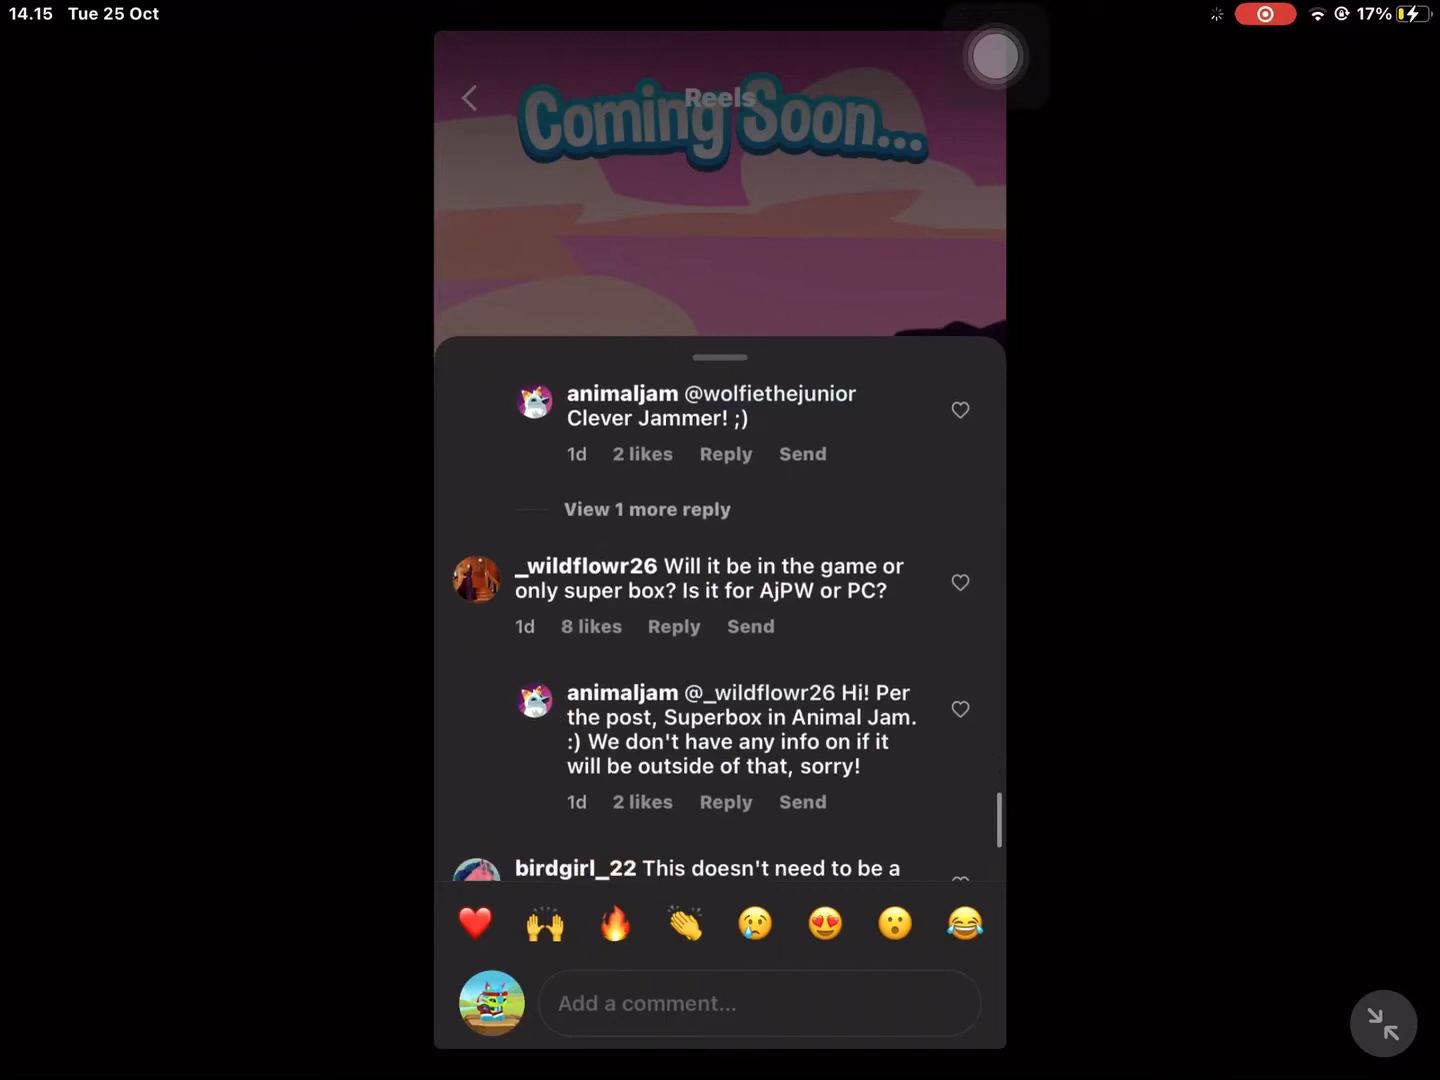 14.15 Tue 25 Oct
17%
Reels
Coming Soon...
animaljam @wolfiethejunior
Clever Jammer! ;)
1d 2 likes Reply Send
View 1 more reply
_wildflowr26 Will it be in the game or
only super box? Is it for AjPW or PC?
1d 8 likes Reply Send
animaljam @_wildflowr26 Hi! Per
the post, Superbox in Animal Jam.
:) We don't have any info on if it
will be outside of that, sorry!
1d 2 likes Reply Send
birdgirl_22 This doesn't need to be a
Add a comment...